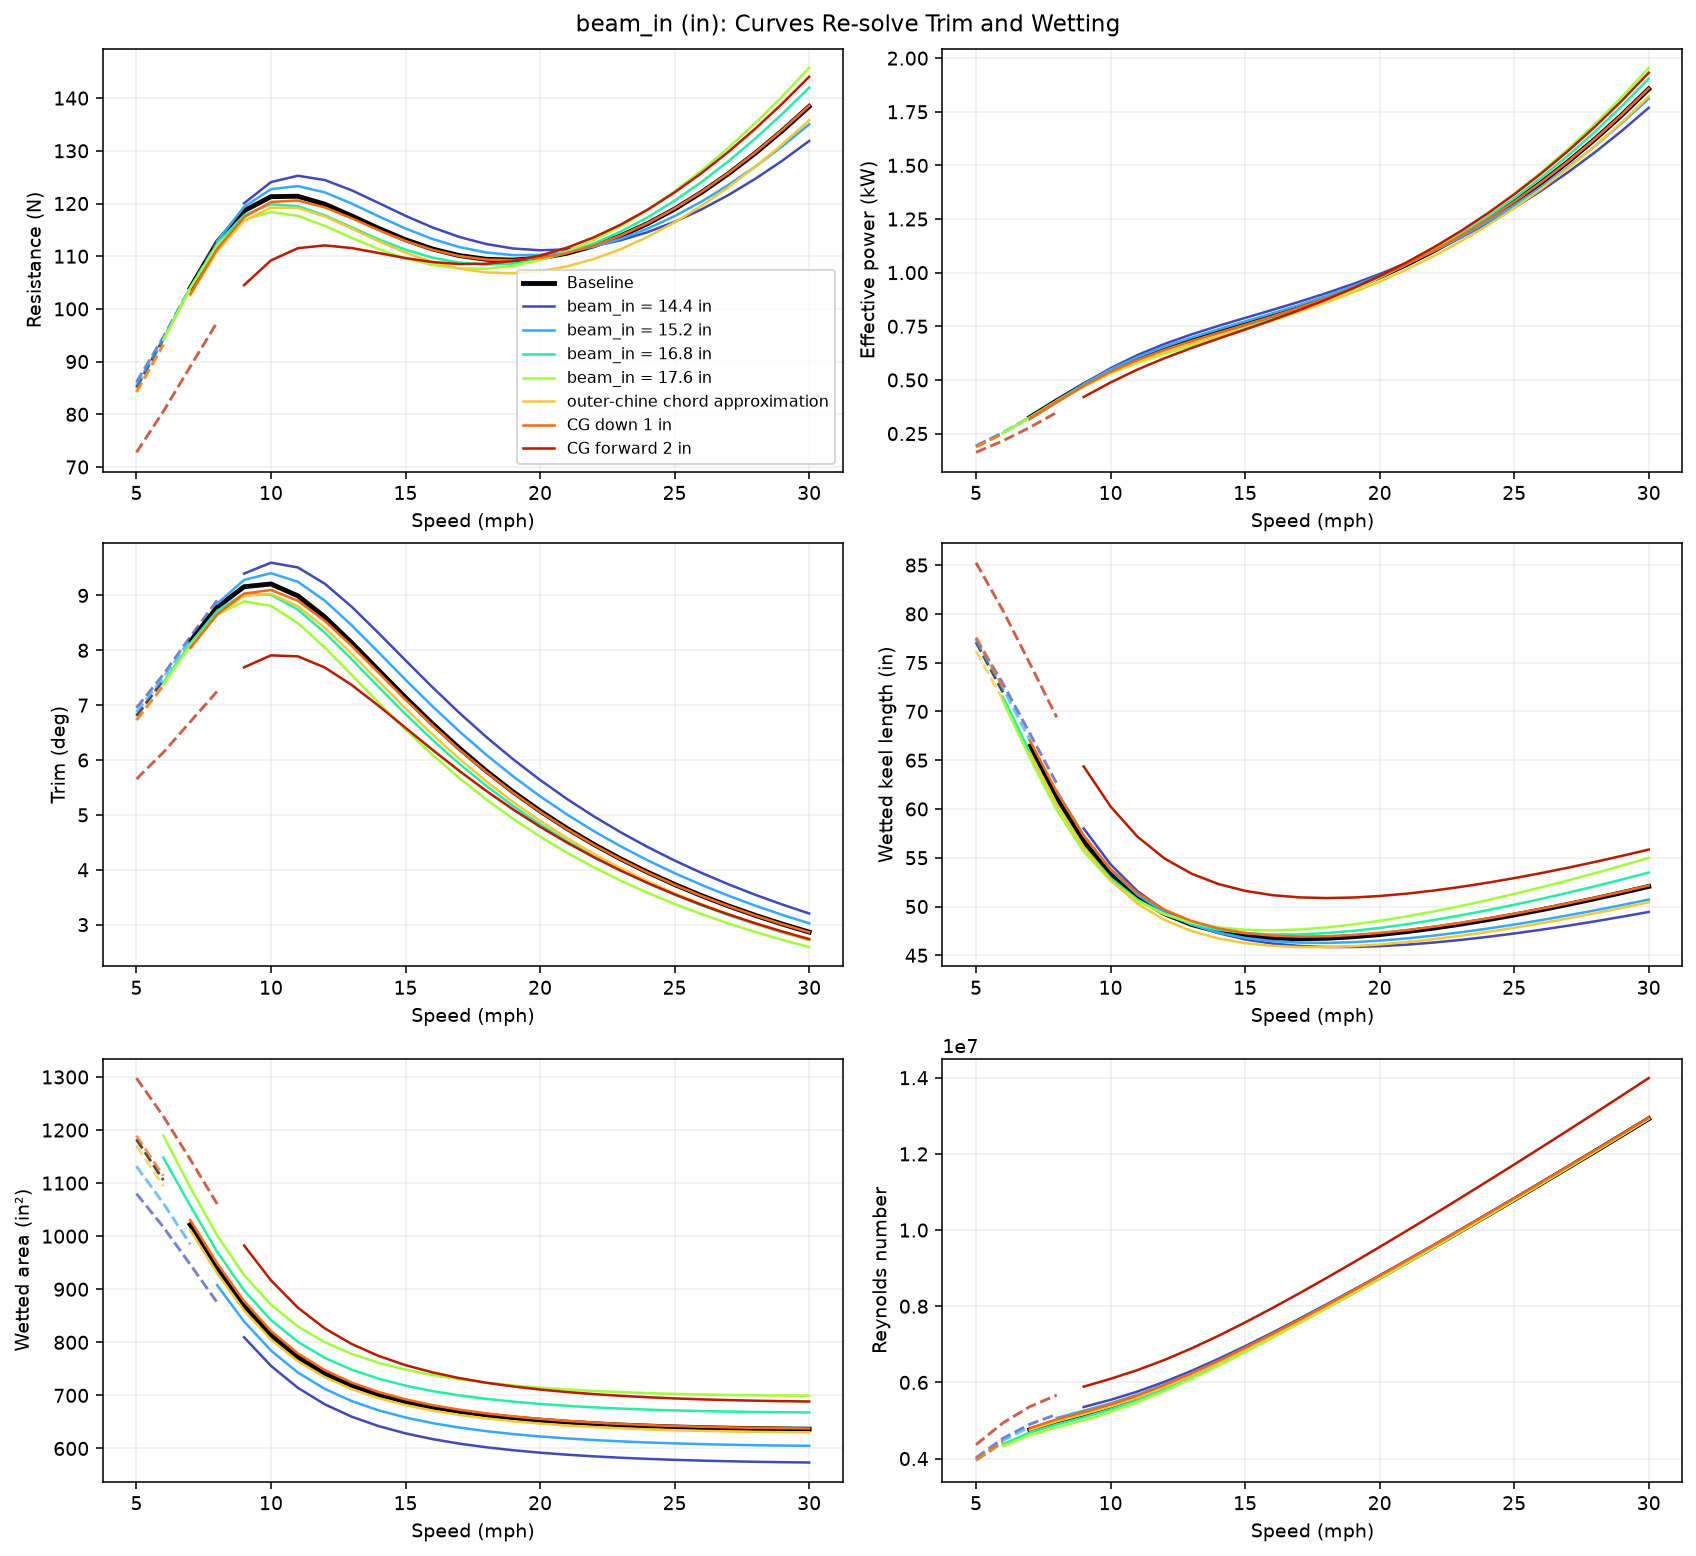 beam_in (in): Curves Re-solve Trim and Wetting
Resistance (N)
140
130
120
110
100
90
80
70
5 10 15 20 25 30
Speed (mph)
Baseline
beam_in = 14.4 in
beam_in = 15.2 in
beam_in = 16.8 in
beam_in = 17.6 in
outer-chine chord approximation
CG down 1 in
CG forward 2 in
Effective power (kW)
2.00
1.75
1.50
1.25
1.00
0.75
0.50
0.25
5 10 15 20 25 30
Speed (mph)
Trim (deg)
9
8
7
6
5
4
3
5 10 15 20 25 30
Speed (mph)
Wetted keel length (in)
85
80
75
70
65
60
55
50
45
5 10 15 20 25 30
Speed (mph)
Wetted area (in²)
1300
1200
1100
1000
900
800
700
600
5 10 15 20 25 30
Speed (mph)
1e7
Reynolds number
1.4
1.2
1.0
0.8
0.6
0.4
5 10 15 20 25 30
Speed (mph)